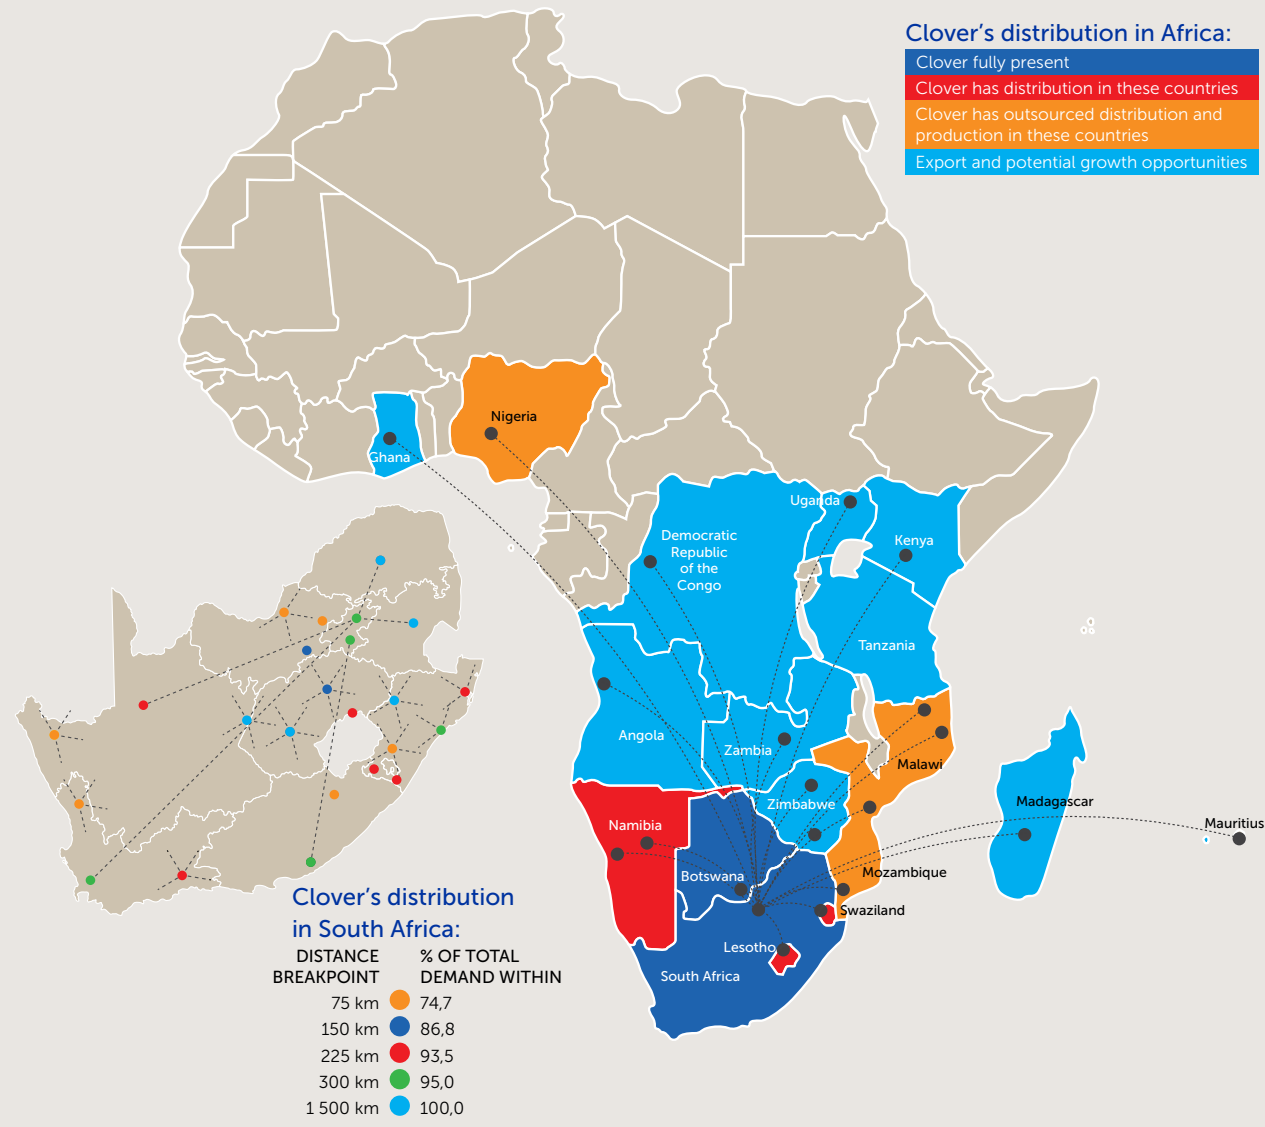 Clover’s distribution in Africa:
Clover fully present
Clover has distribution in these countries
Clover has outsourced distribution and
production in these countries
Export and potential growth opportunities
Nigeria
Ghana
Uganda
Democratic
Republic
of the
Congo
Kenya
Tanzania
Angola
Zambia
Malawi
Zimbabwe
Madagascar
Mauritius
Namibia
Botswana
Mozambique
Swaziland
Lesotho
South Africa
Clover’s distribution
in South Africa:
DISTANCE % OF TOTAL
BREAKPOINT DEMAND WITHIN
75 km 74,7
150 km 86,8
225 km 93,5
300 km 95,0
1 500 km 100,0